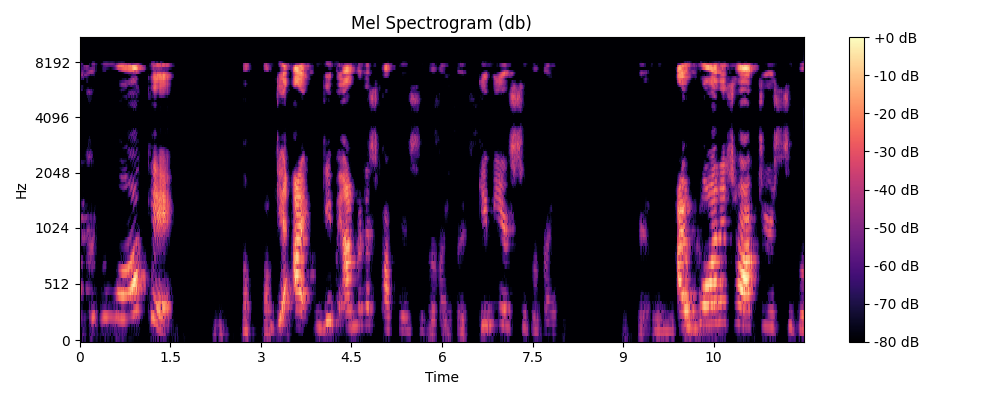 Mel Spectrogram (db)
8192
4096
2048
1024
512
0
Hz
0 1.5 3 4.5 6 7.5 9 10
Time
+0 dB
-10 dB
-20 dB
-30 dB
-40 dB
-50 dB
-60 dB
-70 dB
-80 dB